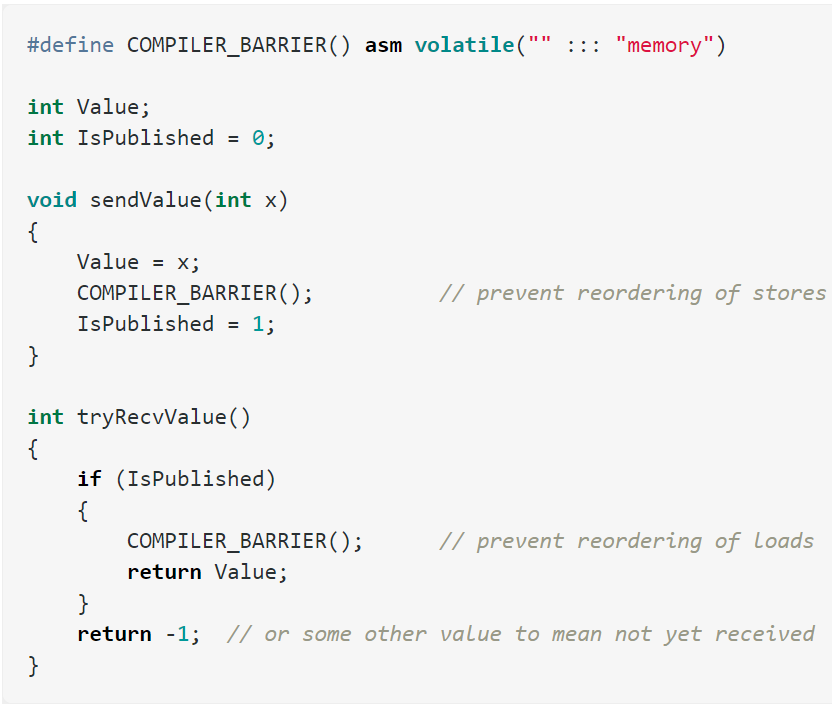 #define COMPILER_BARRIER() asm volatile("" ::: "memory")
int Value;
int IsPublished = 0;
void sendValue(int x)
{
    Value = x;
    COMPILER_BARRIER();          // prevent reordering of stores
    IsPublished = 1;
}
int tryRecvValue()
{
    if (IsPublished)
    {
        COMPILER_BARRIER();      // prevent reordering of loads
        return Value;
    }
    return -1;  // or some other value to mean not yet received
}